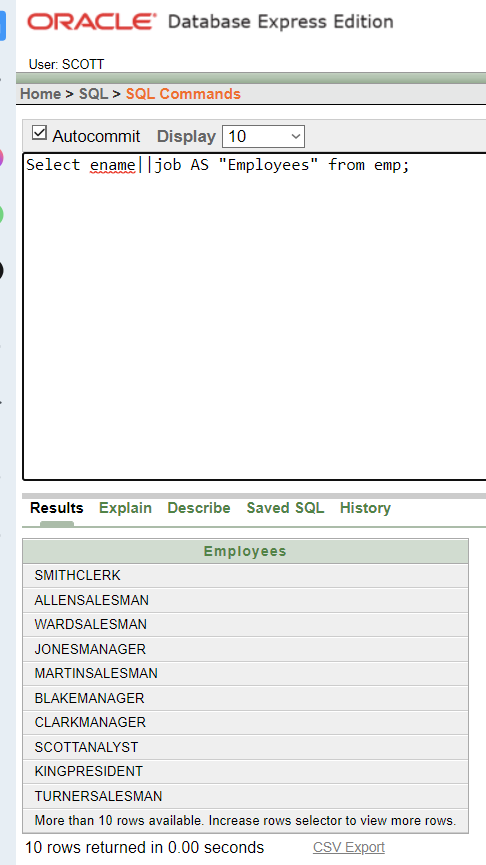 ORACLE® Database Express Edition
User: SCOTT
Home > SQL > SQL Commands
Autocommit Display 10
Select ename||job AS "Employees" from emp;
Results Explain Describe Saved SQL History
Employees
SMITHCLERK
ALLENSALESMAN
WARDSALESMAN
JONESMANAGER
MARTINSALESMAN
BLAKEMANAGER
CLARKMANAGER
SCOTTANALYST
KINGPRESIDENT
TURNERSALESMAN
More than 10 rows available. Increase rows selector to view more rows.
10 rows returned in 0.00 seconds CSV Export